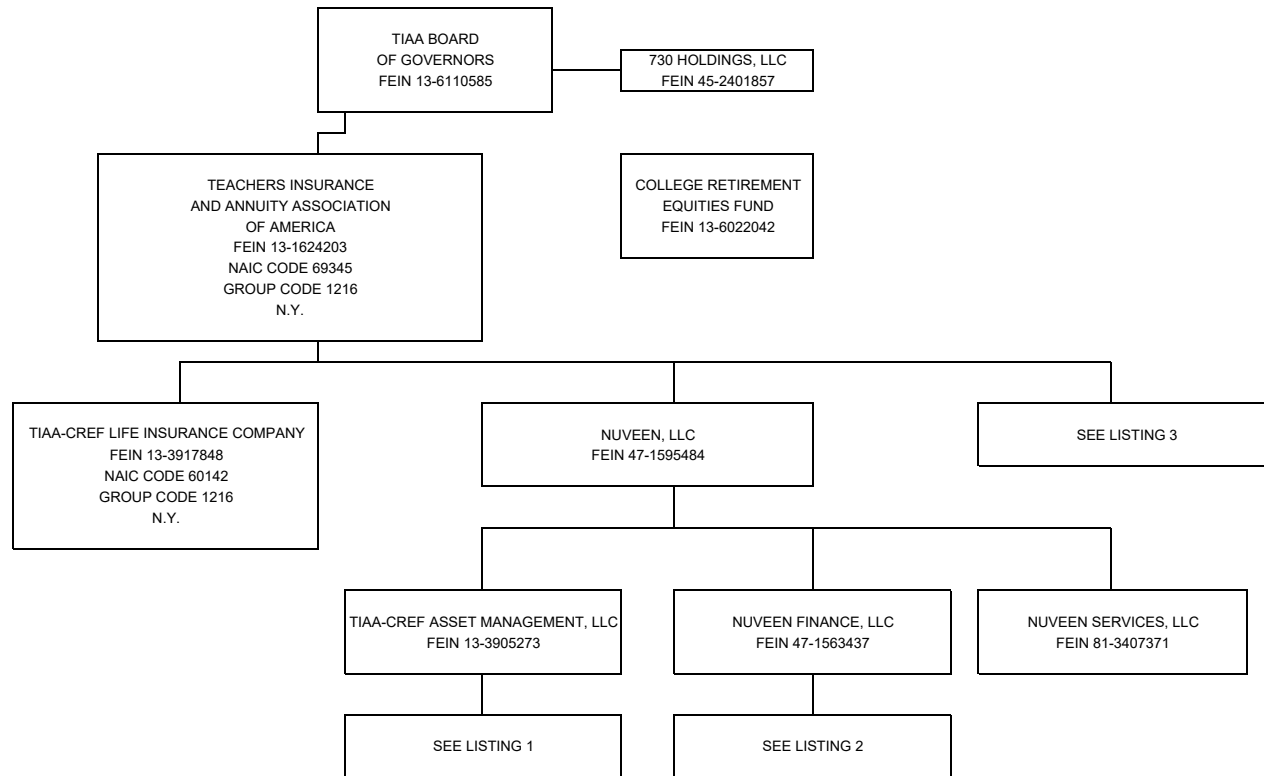 TIAA BOARD
OF GOVERNORS
FEIN 13-6110585
730 HOLDINGS, LLC
FEIN 45-2401857
TEACHERS INSURANCE
AND ANNUITY ASSOCIATION
OF AMERICA
FEIN 13-1624203
NAIC CODE 69345
GROUP CODE 1216
N.Y.
COLLEGE RETIREMENT
EQUITIES FUND
FEIN 13-6022042
TIAA-CREF LIFE INSURANCE COMPANY
FEIN 13-3917848
NAIC CODE 60142
GROUP CODE 1216
N.Y.
NUVEEN, LLC
FEIN 47-1595484
SEE LISTING 3
TIAA-CREF ASSET MANAGEMENT, LLC
FEIN 13-3905273
NUVEEN FINANCE, LLC
FEIN 47-1563437
NUVEEN SERVICES, LLC
FEIN 81-3407371
SEE LISTING 1
SEE LISTING 2